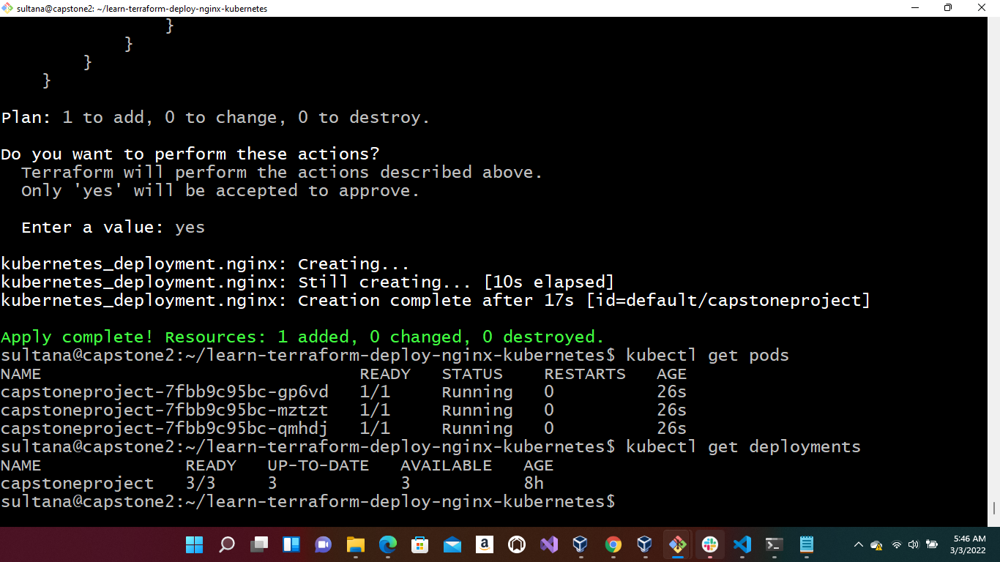 sultana@capstone2: ~/learn-terraform-deploy-nginx-kubernetes
}
}
}
}
Plan: 1 to add, 0 to change, 0 to destroy.
Do you want to perform these actions?
Terraform will perform the actions described above.
Only 'yes' will be accepted to approve.
Enter a value: yes
kubernetes_deployment.nginx: Creating...
kubernetes_deployment.nginx: Still creating... [10s elapsed]
kubernetes_deployment.nginx: Creation complete after 17s [id=default/capstoneproject]
Apply complete! Resources: 1 added, 0 changed, 0 destroyed.
sultana@capstone2:~/learn-terraform-deploy-nginx-kubernetes$ kubectl get pods
NAME READY STATUS RESTARTS AGE
capstoneproject-7fbb9c95bc-gp6vd 1/1 Running 0 26s
capstoneproject-7fbb9c95bc-mztzt 1/1 Running 0 26s
capstoneproject-7fbb9c95bc-qmhdj 1/1 Running 0 26s
sultana@capstone2:~/learn-terraform-deploy-nginx-kubernetes$ kubectl get deployments
NAME READY UP-TO-DATE AVAILABLE AGE
capstoneproject 3/3 3 3 8h
sultana@capstone2:~/learn-terraform-deploy-nginx-kubernetes$
a
5:46 AM
3/3/2022